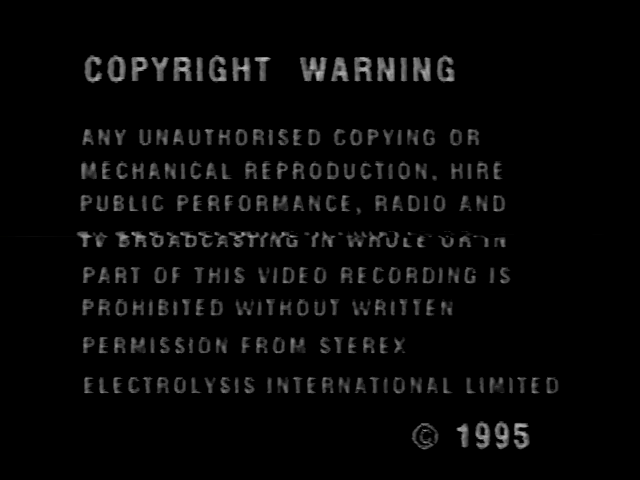 COPYRIGHT WARNING
ANY UNAUTHORISED COPYING OR
MECHANICAL REPRODUCTION, HIRE
PUBLIC PERFORMANCE, RADIO AND
TV BROADCASTING IN WHOLE OR IN
PART OF THIS VIDEO RECORDING IS
PROHIBITED WITHOUT WRITTEN
PERMISSION FROM STEREX
ELECTROLYSIS INTERNATIONAL LIMITED
© 1995